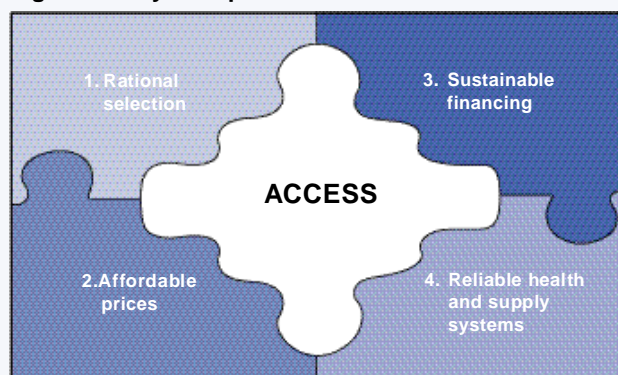 1. Rational
selection
3. Sustainable
financing
ACCESS
2.Affordable
prices
4. Reliable health
and supply
systems